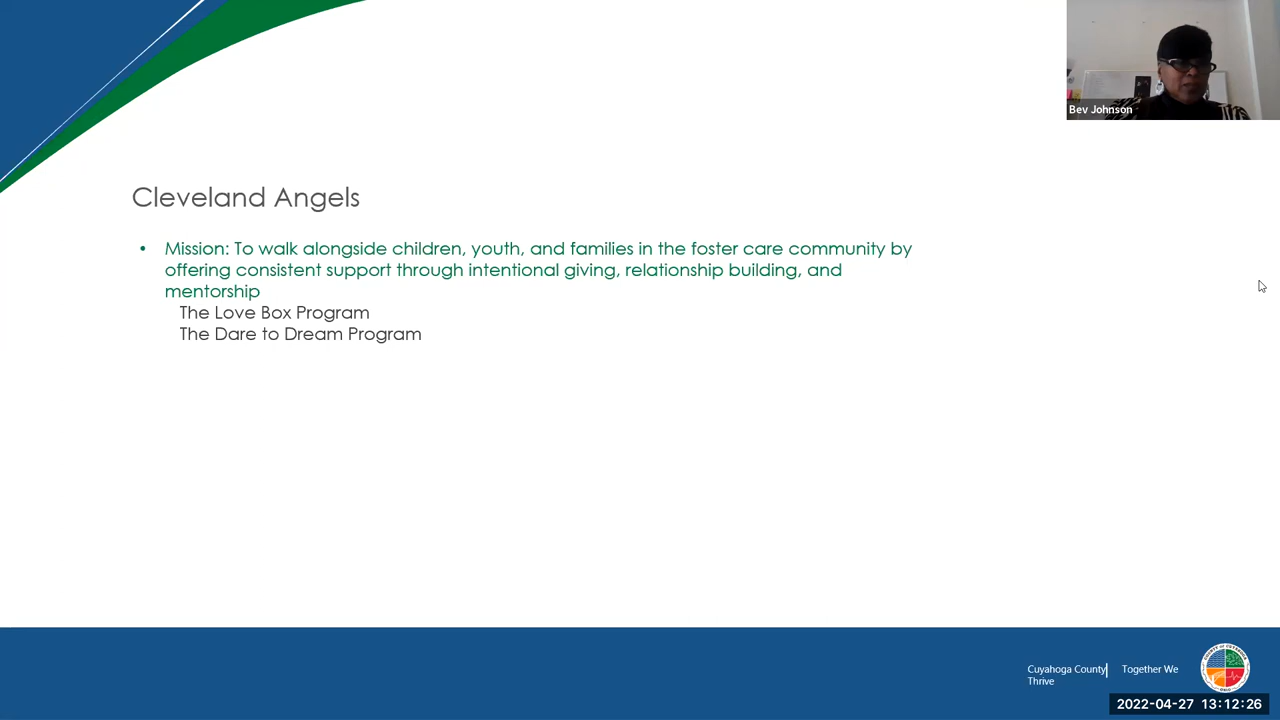 Bev Johnson
Cleveland Angels
• Mission: To walk alongside children, youth, and families in the foster care community by
offering consistent support through intentional giving, relationship building, and
mentorship
The Love Box Program
The Dare to Dream Program
Cuyahoga County Together We
Thrive
2022-04-27 13:12:26